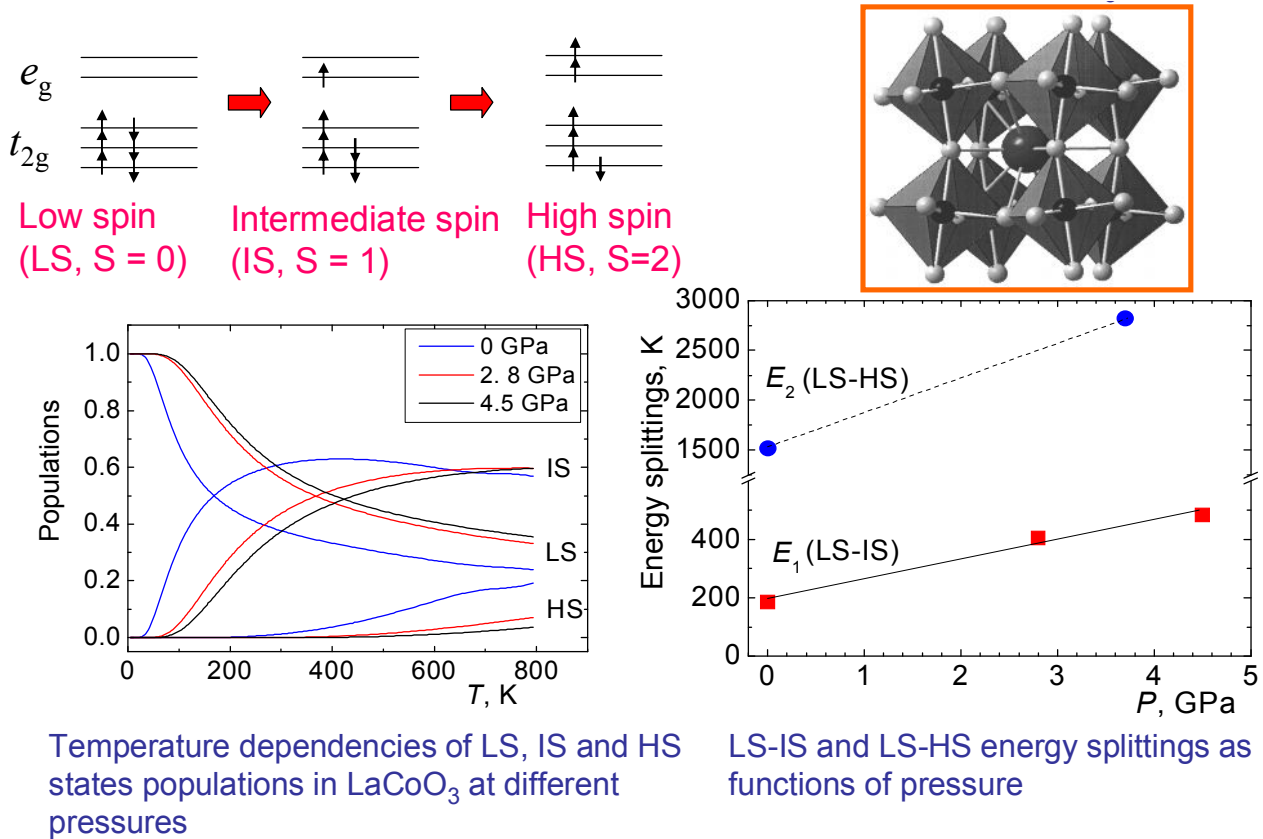 e_g
t_2g
Low spin
(LS, S = 0)
Intermediate spin
(IS, S = 1)
High spin
(HS, S=2)
1.0
0.8
0.6
0.4
0.2
0.0
Populations
0 GPa
2. 8 GPa
4.5 GPa
IS
LS
HS
0
200
400
600
800
T, K
3000
2750
2500
2250
2000
1750
1500
400
200
0
Energy splittings, K
E_2 (LS-HS)
E_1 (LS-IS)
0
1
2
3
4
5
P, GPa
Temperature dependencies of LS, IS and HS
states populations in LaCoO_3 at different
pressures
LS-IS and LS-HS energy splittings as
functions of pressure